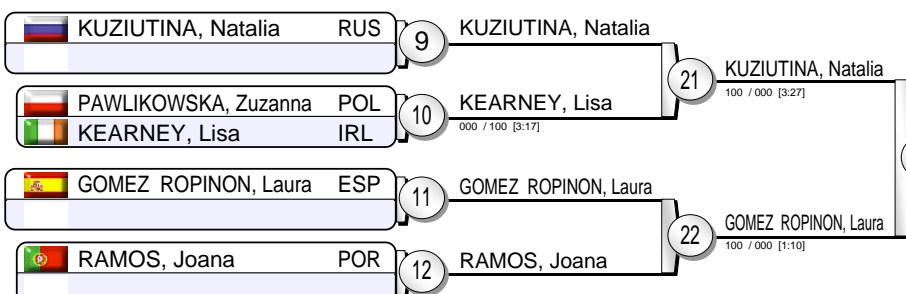 KUZIUTINA, Natalia RUS
9
KUZIUTINA, Natalia
21
KUZIUTINA, Natalia
100 / 000 [3:27]
PAWLIKOWSKA, Zuzanna POL
KEARNEY, Lisa IRL
10
KEARNEY, Lisa
000 / 100 [3:17]
GOMEZ ROPINON, Laura ESP
11
GOMEZ ROPINON, Laura
22
GOMEZ ROPINON, Laura
100 / 000 [1:10]
RAMOS, Joana POR
12
RAMOS, Joana